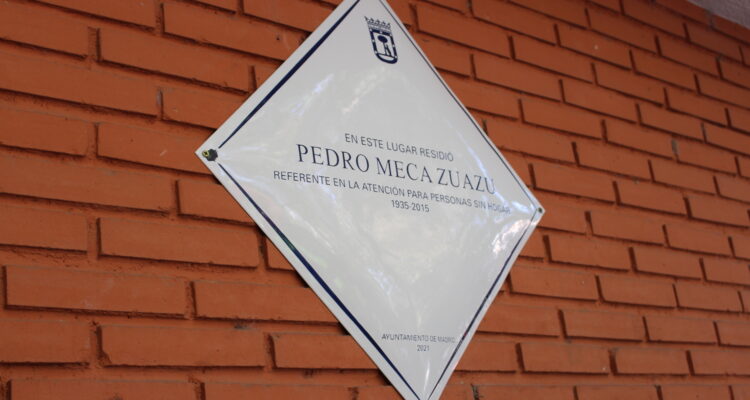 EN ESTE LUGAR RESIDIÓ
PEDRO MECA ZUAZU
REFERENTE EN LA ATENCIÓN PARA PERSONAS SIN HOGAR
1935-2015
AYUNTAMIENTO DE MADRID
2021